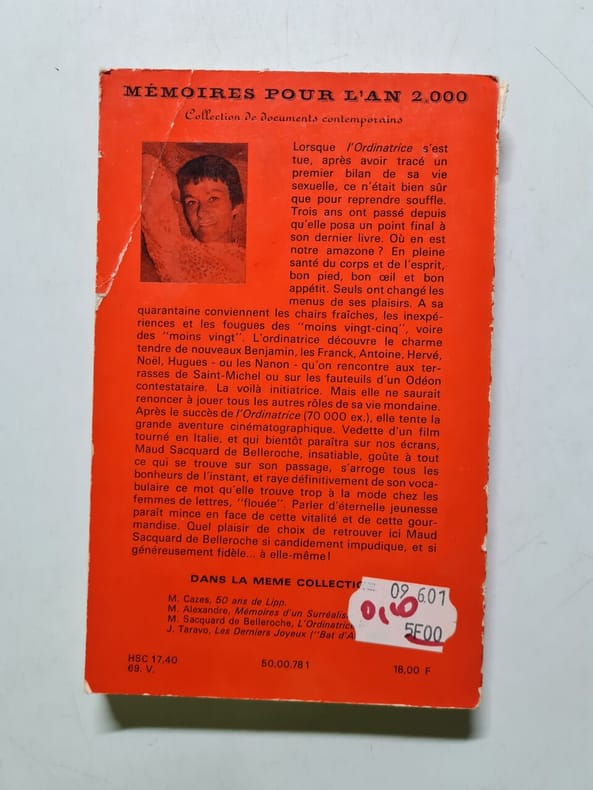 MÉMOIRES POUR L'AN 2.000
Collection de documents contemporains
Lorsque l'Ordinatrice s'est
tue, après avoir tracé un
premier bilan de sa vie
sexuelle, ce n'était bien sûr
que pour reprendre souffle.
Trois ans ont passé depuis
qu'elle posa un point final à
son dernier livre. Où en est
notre amazone ? En pleine
santé du corps et de l'esprit,
bon pied, bon œil et bon
appétit. Seuls ont changé les
menus de ses plaisirs. A sa
quarantaine conviennent les chairs fraîches, les inexpé-
riences et les fougues des "moins vingt-cinq", voire
des "moins vingt". L'ordinatrice découvre le charme
tendre de nouveaux Benjamin, les Franck, Antoine, Hervé,
Noël, Hugues - ou les Nanon - qu'on rencontre aux ter-
rasses de Saint-Michel ou sur les fauteuils d'un Odéon
contestataire. La voilà initiatrice. Mais elle ne saurait
renoncer à jouer tous les autres rôles de sa vie mondaine.
Après le succès de l'Ordinatrice (70 000 ex.), elle tente la
grande aventure cinématographique. Vedette d'un film
tourné en Italie, et qui bientôt paraîtra sur nos écrans,
Maud Sacquard de Belleroche, insatiable, goûte à tout
ce qui se trouve sur son passage, s'arroge tous les
bonheurs de l'instant, et raye définitivement de son voca-
bulaire ce mot qu'elle trouve trop à la mode chez les
femmes de lettres, "flouée". Parler d'éternelle jeunesse
paraît mince en face de cette vitalité et de cette gour-
mandise. Quel plaisir de choix de retrouver ici Maud
Sacquard de Belleroche si candidement impudique, et si
généreusement fidèle... à elle-même !
DANS LA MEME COLLECTIO
M. Cazes, 50 ans de Lipp.
M. Alexandre, Mémoires d'un Surréalis
M. Sacquard de Belleroche, L'Ordinatric
J. Taravo, Les Derniers Joyeux ("Bat d'A
09 601
0,6
5E00
HSC 17.40
69. V.
50.00.781
18,00 F